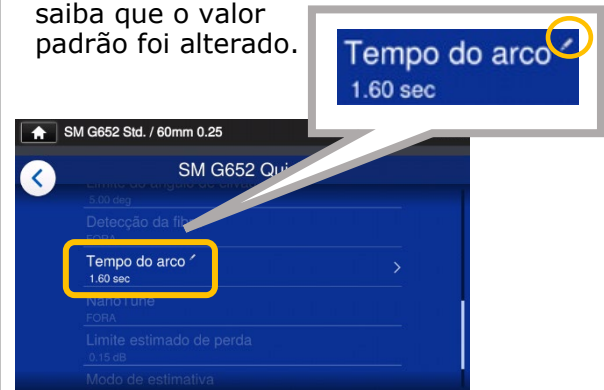 saiba que o valor
padrão foi alterado.
Tempo do arco
1.60 sec
SM G652 Std. / 60mm 0.25
SM G652 Qui
5.00 deg
Detecção da fib
FORA
Tempo do arco
1.60 sec
NanoTune
FORA
Limite estimado de perda
0.15 dB
Modo de estimativa